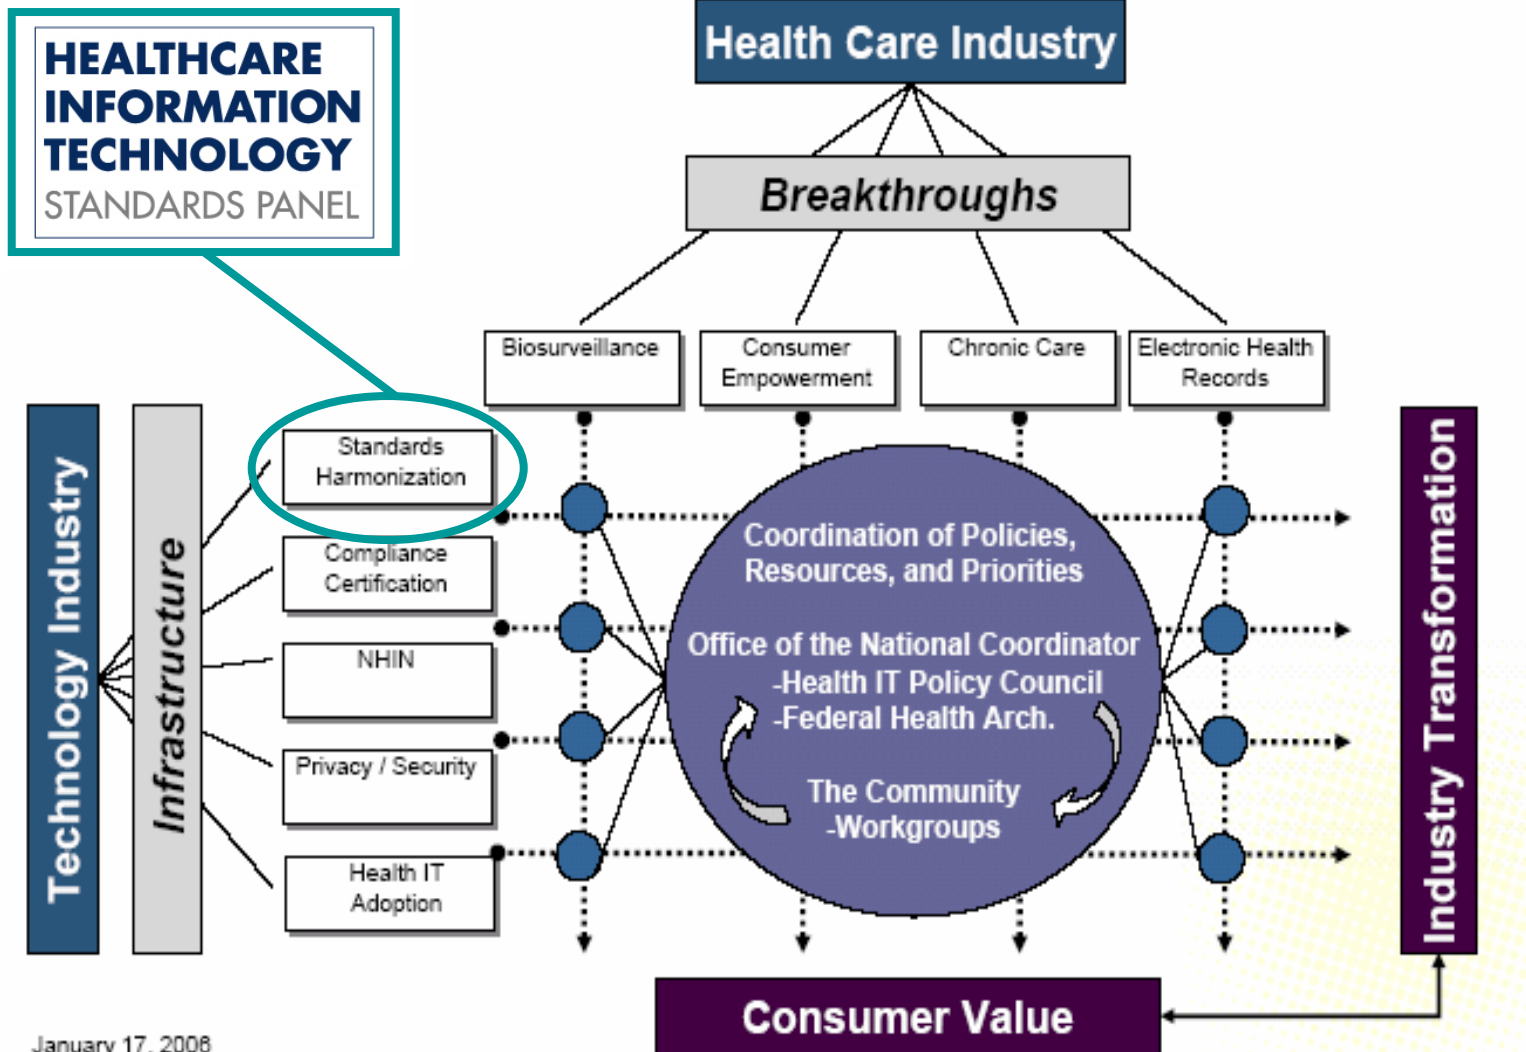 HEALTHCARE
INFORMATION
TECHNOLOGY
STANDARDS PANEL
Health Care Industry
Breakthroughs
Biosurveillance
Consumer
Empowerment
Chronic Care
Electronic Health
Records
Technology Industry
Infrastructure
Standards
Harmonization
Compliance
Certification
NHIN
Privacy / Security
Health IT
Adoption
Coordination of Policies,
Resources, and Priorities
Office of the National Coordinator
-Health IT Policy Council
-Federal Health Arch.
The Community
-Workgroups
Industry Transformation
Consumer Value
January 17, 2006